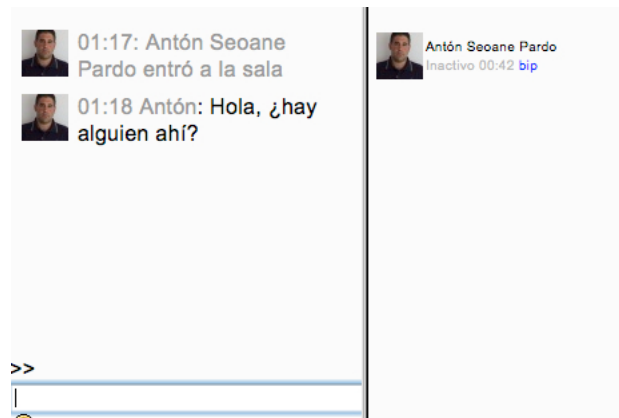 01:17: Antón Seoane
Pardo entró a la sala
01:18 Antón: Hola, ¿hay
alguien ahí?
>>
Antón Seoane Pardo
Inactivo 00:42 bip